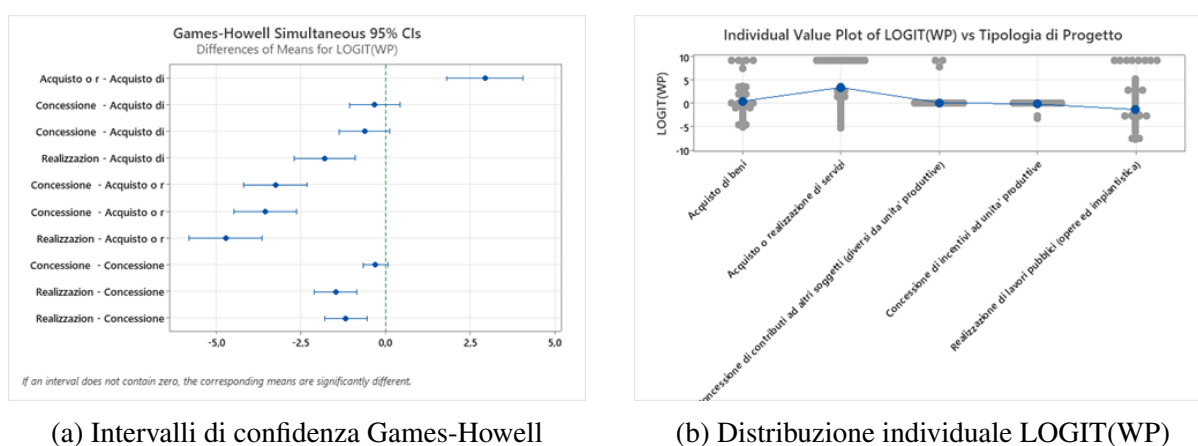 Games-Howell Simultaneous 95% CIs
Differences of Means for LOGIT(WP)
Acquisto o r - Acquisto di
Concessione - Acquisto di
Concessione - Acquisto di
Realizzazion - Acquisto di
Concessione - Acquisto o r
Concessione - Acquisto o r
Realizzazion - Acquisto o r
Concessione - Concessione
Realizzazion - Concessione
Realizzazion - Concessione
-5,0 -2,5 0,0 2,5 5,0
If an interval does not contain zero, the corresponding means are significantly different.
(a) Intervalli di confidenza Games-Howell
Individual Value Plot of LOGIT(WP) vs Tipologia di Progetto
LOGIT(WP)
10
5
0
-5
-10
Acquisto di beni
Acquisto o realizzazione di servizi
oncessione di contributi ad altri soggetti (diversi da unita' produttive)
Concessione di incentivi ad unita' produttive
Realizzazione di lavori pubblici (opere ed impiantistica)
(b) Distribuzione individuale LOGIT(WP)